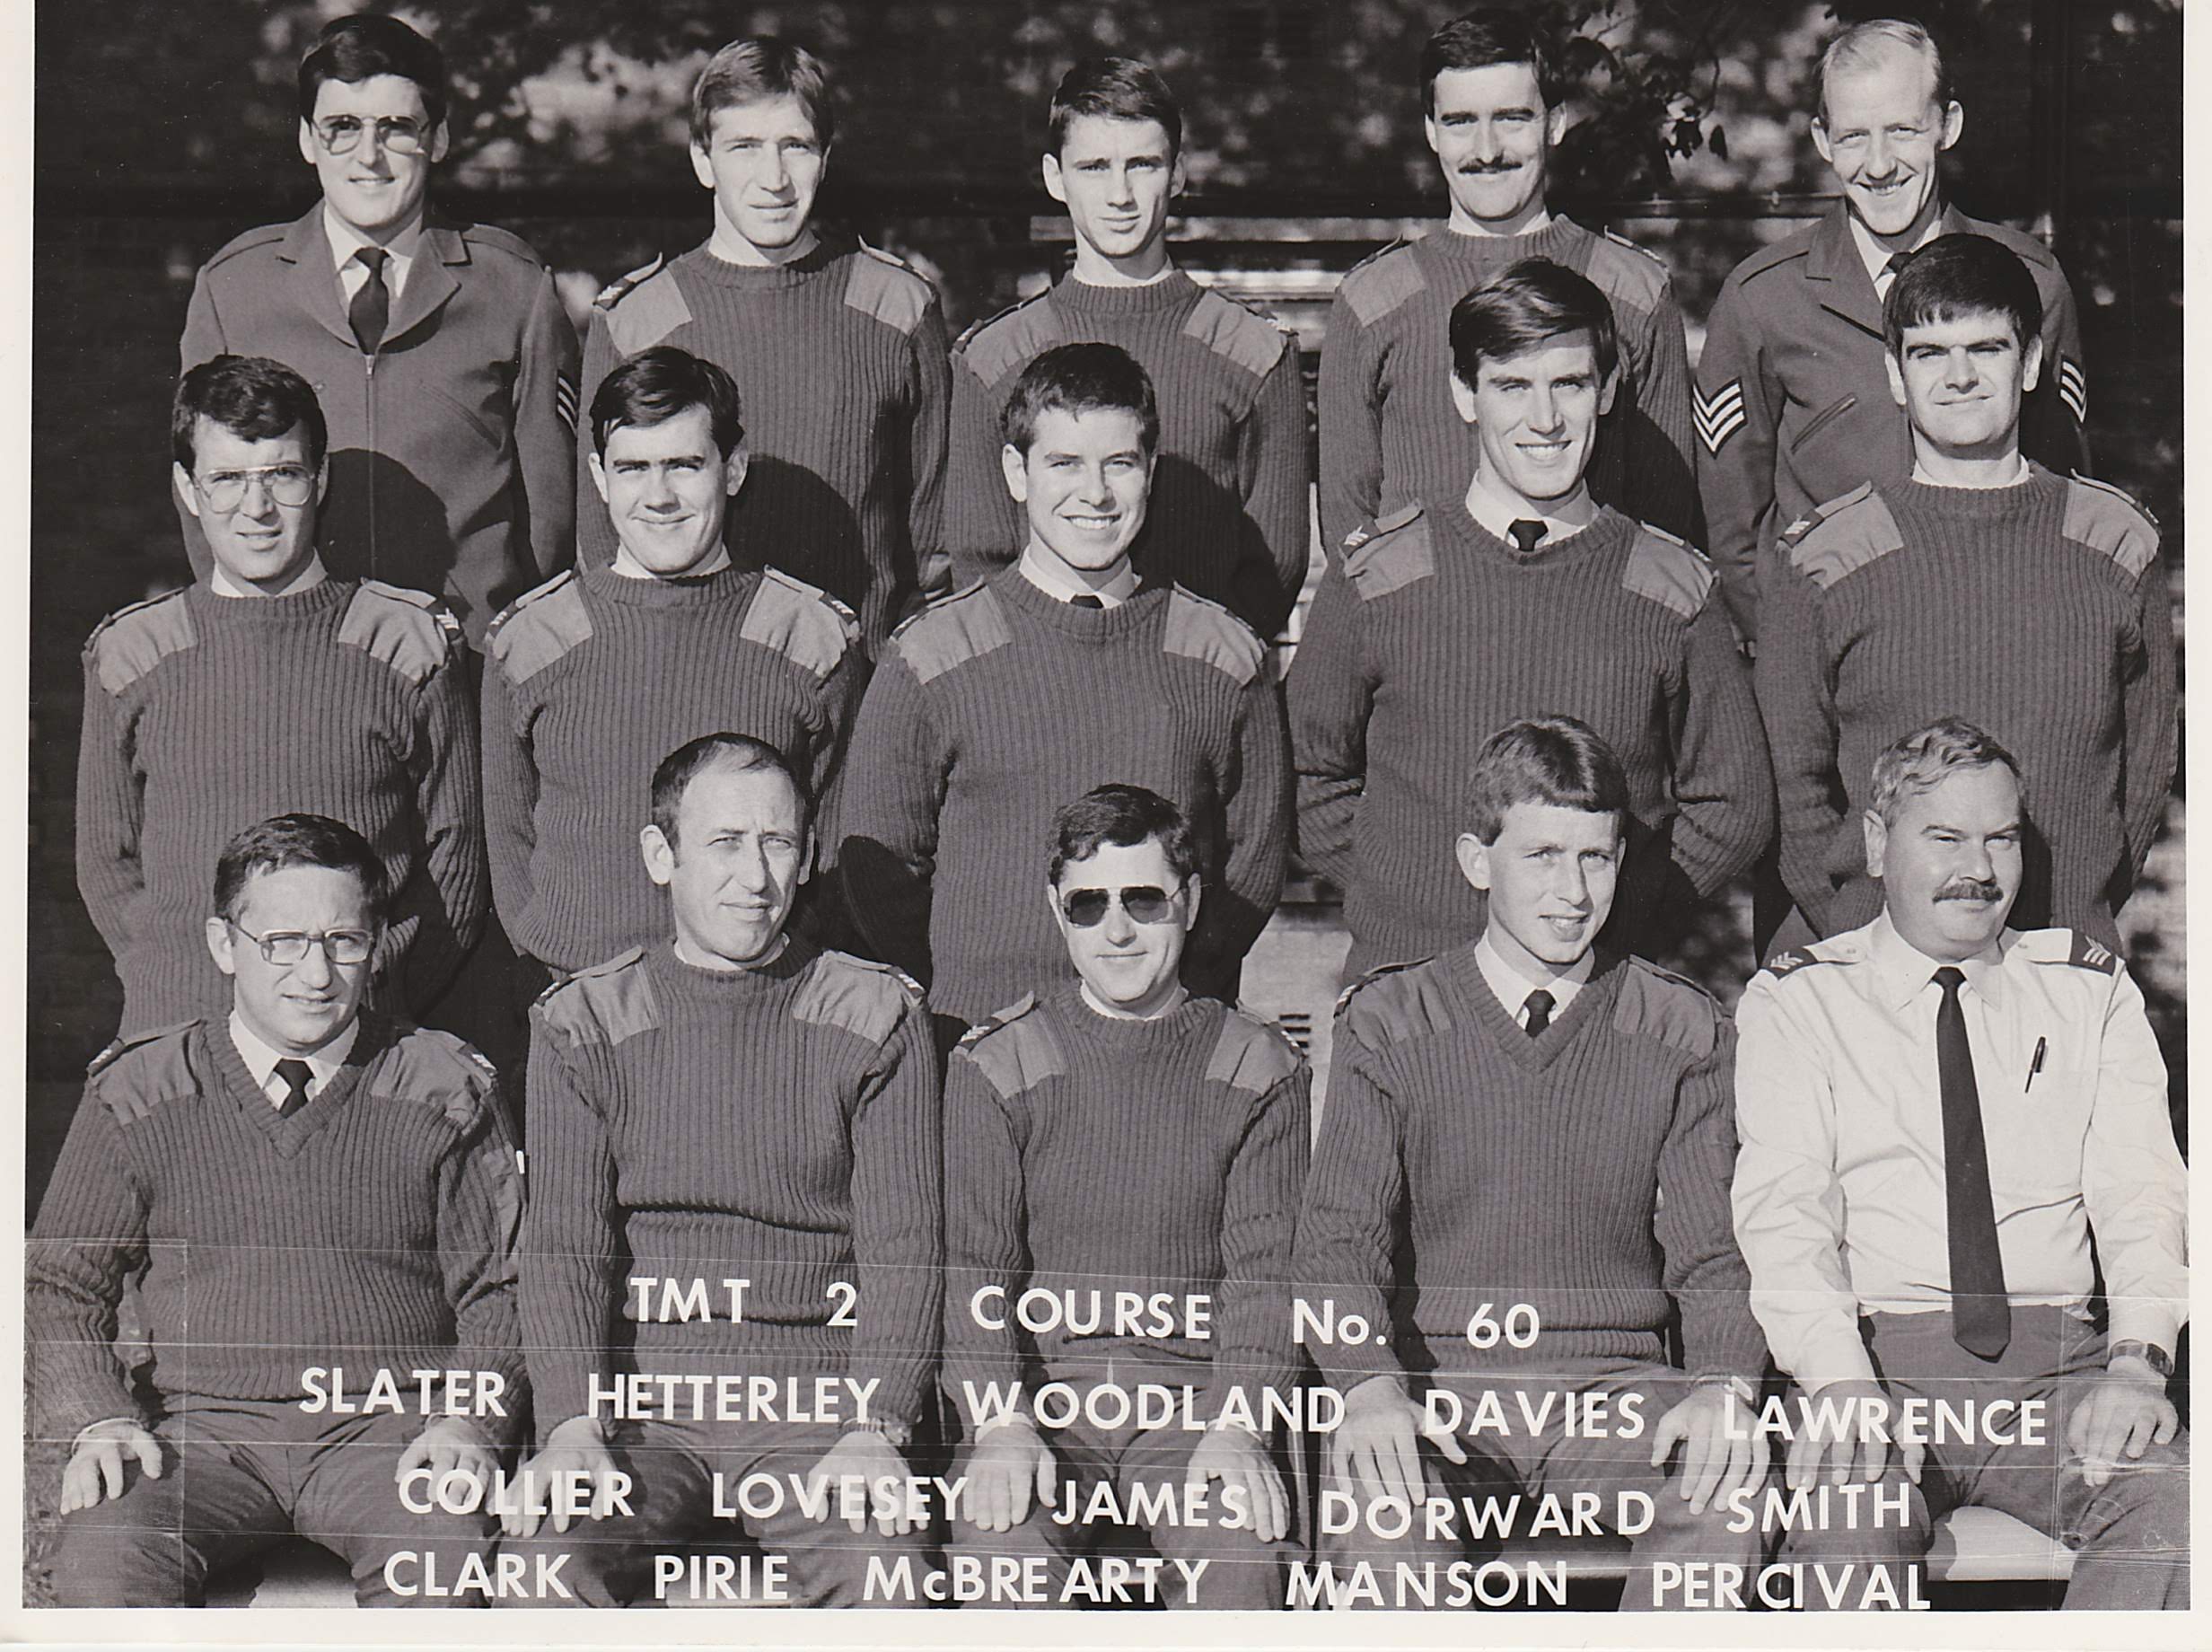 TMT 2 COURSE No. 60
SLATER HETTERLEY WOODLAND DAVIES LAWRENCE
COLLIER LOVESEY JAMES DORWARD SMITH
CLARK PIRIE McBREARTY MANSON PERCIVAL